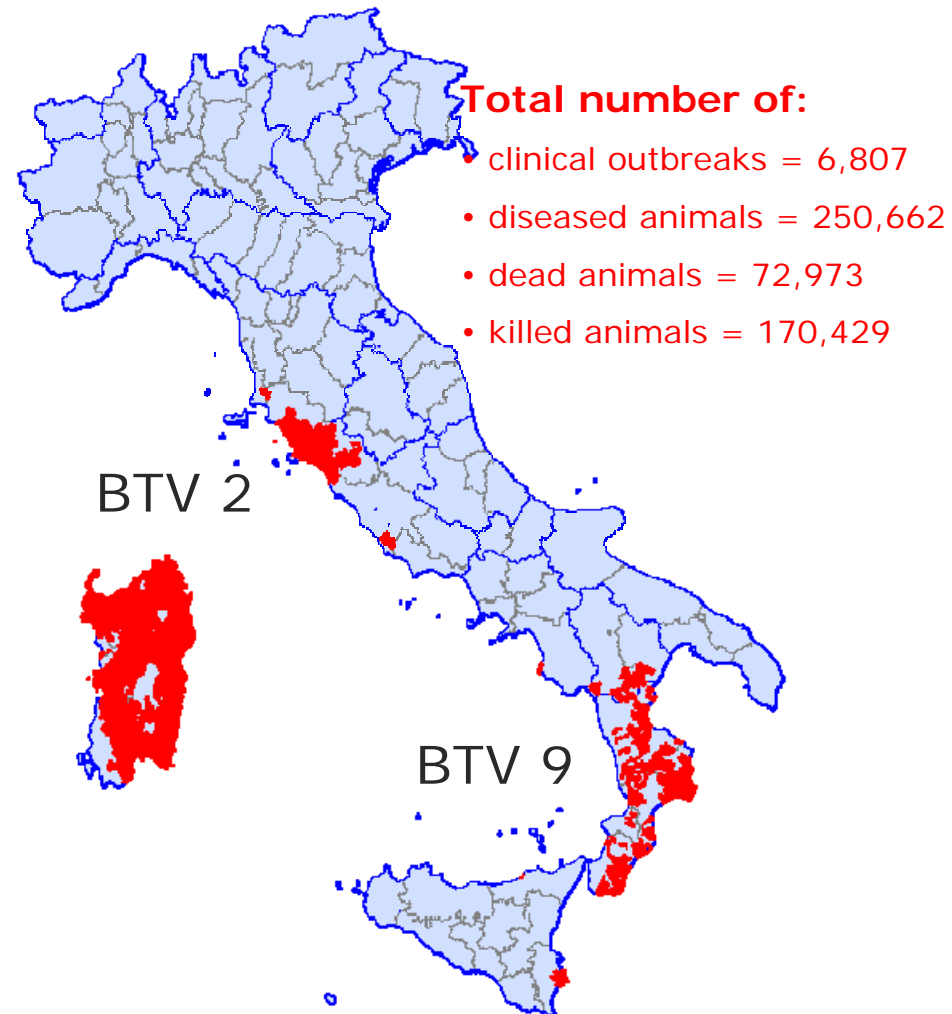 Total number of:
• clinical outbreaks = 6,807
• diseased animals = 250,662
• dead animals = 72,973
• killed animals = 170,429
BTV 2
BTV 9